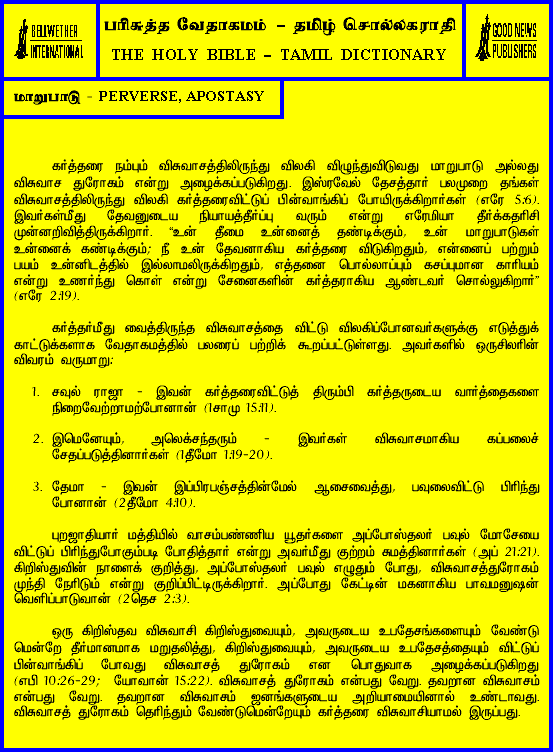 BELLWETHER
INTERNATIONAL
பரிசுத்த வேதாகமம் – தமிழ் சொல்லகராதி
THE HOLY BIBLE – TAMIL DICTIONARY
GOOD NEWS
PUBLISHERS
மாறுபாடு - PERVERSE, APOSTASY
கர்த்தரை நம்பும் விசுவாசத்திலிருந்து விலகி விழுந்துவிடுவது மாறுபாடு அல்லது
விசுவாச துரோகம் என்று அழைக்கப்படுகிறது. இஸ்ரவேல் தேசத்தார் பலமுறை தங்கள்
விசுவாசத்திலிருந்து விலகி கர்த்தரைவிட்டுப் பின்வாங்கிப் போயிருக்கிறார்கள் (எரே 5:6).
இவர்கள்மீது தேவனுடைய நியாயத்தீர்ப்பு வரும் என்று எரேமியா தீர்க்கதரிசி
முன்னறிவித்திருக்கிறார். “உன் தீமை உன்னைத் தண்டிக்கும், உன் மாறுபாடுகள்
உன்னைக் கண்டிக்கும்; நீ உன் தேவனாகிய கர்த்தரை விடுகிறதும், என்னைப் பற்றும்
பயம் உன்னிடத்தில் இல்லாமலிருக்கிறதும், எத்தனை பொல்லாப்பும் கசப்புமான காரியம்
என்று உணர்ந்து கொள் என்று சேனைகளின் கர்த்தராகிய ஆண்டவர் சொல்லுகிறார்”
(எரே 2:19).
கர்த்தர்மீது வைத்திருந்த விசுவாசத்தை விட்டு விலகிப்போனவர்களுக்கு எடுத்துக்
காட்டுக்களாக வேதாகமத்தில் பலரைப் பற்றிக் கூறப்பட்டுள்ளது. அவர்களில் ஒருசிலரின்
விவரம் வருமாறு:
1. சவுல் ராஜா - இவன் கர்த்தரைவிட்டுத் திரும்பி கர்த்தருடைய வார்த்தைகளை
நிறைவேற்றாமற்போனான் (1சாமு 15:11).
2. இமெனேயும், அலெக்சந்தரும் - இவர்கள் விசுவாசமாகிய கப்பலைச்
சேதப்படுத்தினார்கள் (1தீமோ 1:19-20).
3. தேமா - இவன் இப்பிரபஞ்சத்தின்மேல் ஆசைவைத்து, பவுலைவிட்டு பிரிந்து
போனான் (2தீமோ 4:10).
புறஜாதியார் மத்தியில் வாசம்பண்ணிய யூதர்களை அப்போஸ்தலர் பவுல் மோசேயை
விட்டுப் பிரிந்துபோகும்படி போதித்தார் என்று அவர்மீது குற்றம் சுமத்தினார்கள் (அப் 21:21).
கிறிஸ்துவின் நாளைக் குறித்து, அப்போஸ்தலர் பவுல் எழுதும் போது, விசுவாசத்துரோகம்
முந்தி நேரிடும் என்று குறிப்பிட்டிருக்கிறார். அப்போது கேட்டின் மகனாகிய பாவமனுஷன்
வெளிப்படுவான் (2தெச 2:3).
ஒரு கிறிஸ்தவ விசுவாசி கிறிஸ்துவையும், அவருடைய உபதேசங்களையும் வேண்டு
மென்றே தீர்மானமாக மறுதலித்து, கிறிஸ்துவையும், அவருடைய உபதேசத்தையும் விட்டுப்
பின்வாங்கிப் போவது விசுவாசத் துரோகம் என பொதுவாக அழைக்கப்படுகிறது
(எபி 10:26-29; யோவான் 15:22). விசுவாசத் துரோகம் என்பது வேறு. தவறான விசுவாசம்
என்பது வேறு. தவறான விசுவாசம் ஜனங்களுடைய அறியாமையினால் உண்டாவது.
விசுவாசத் துரோகம் தெரிந்தும் வேண்டுமென்றேயும் கர்த்தரை விசுவாசியாமல் இருப்பது.